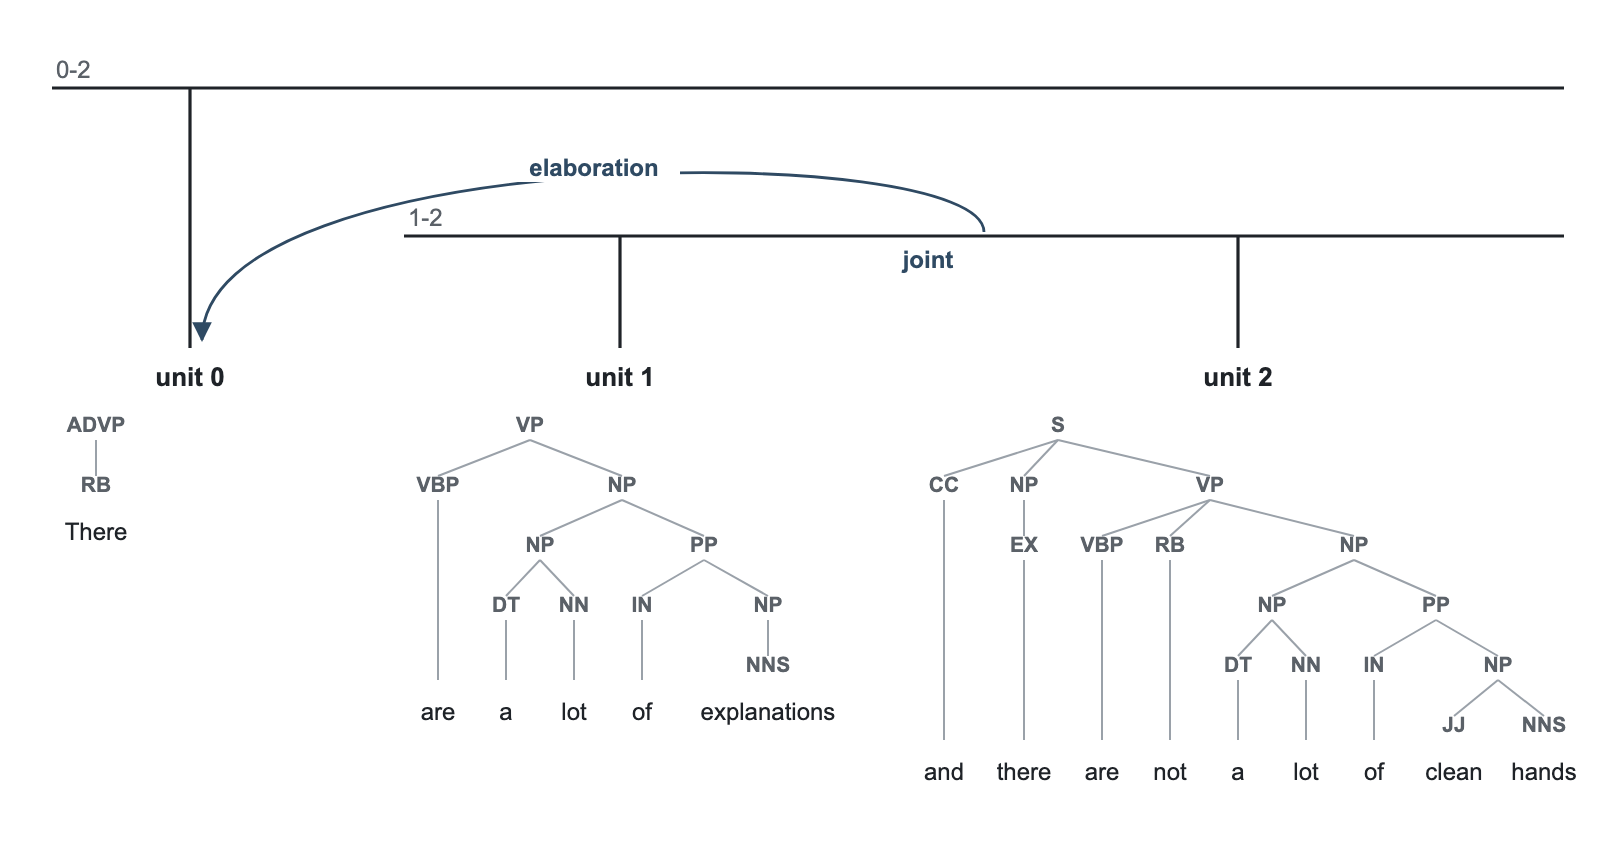 0-2
elaboration
1-2
joint
unit 0 unit 1 unit 2
ADVP VP S
RB VBP NP CC NP VP
There NP PP EX VBP RB NP
DT NN IN NP NP PP
NNS DT NN IN NP
are a lot of explanations JJ NNS
and there are not a lot of clean hands